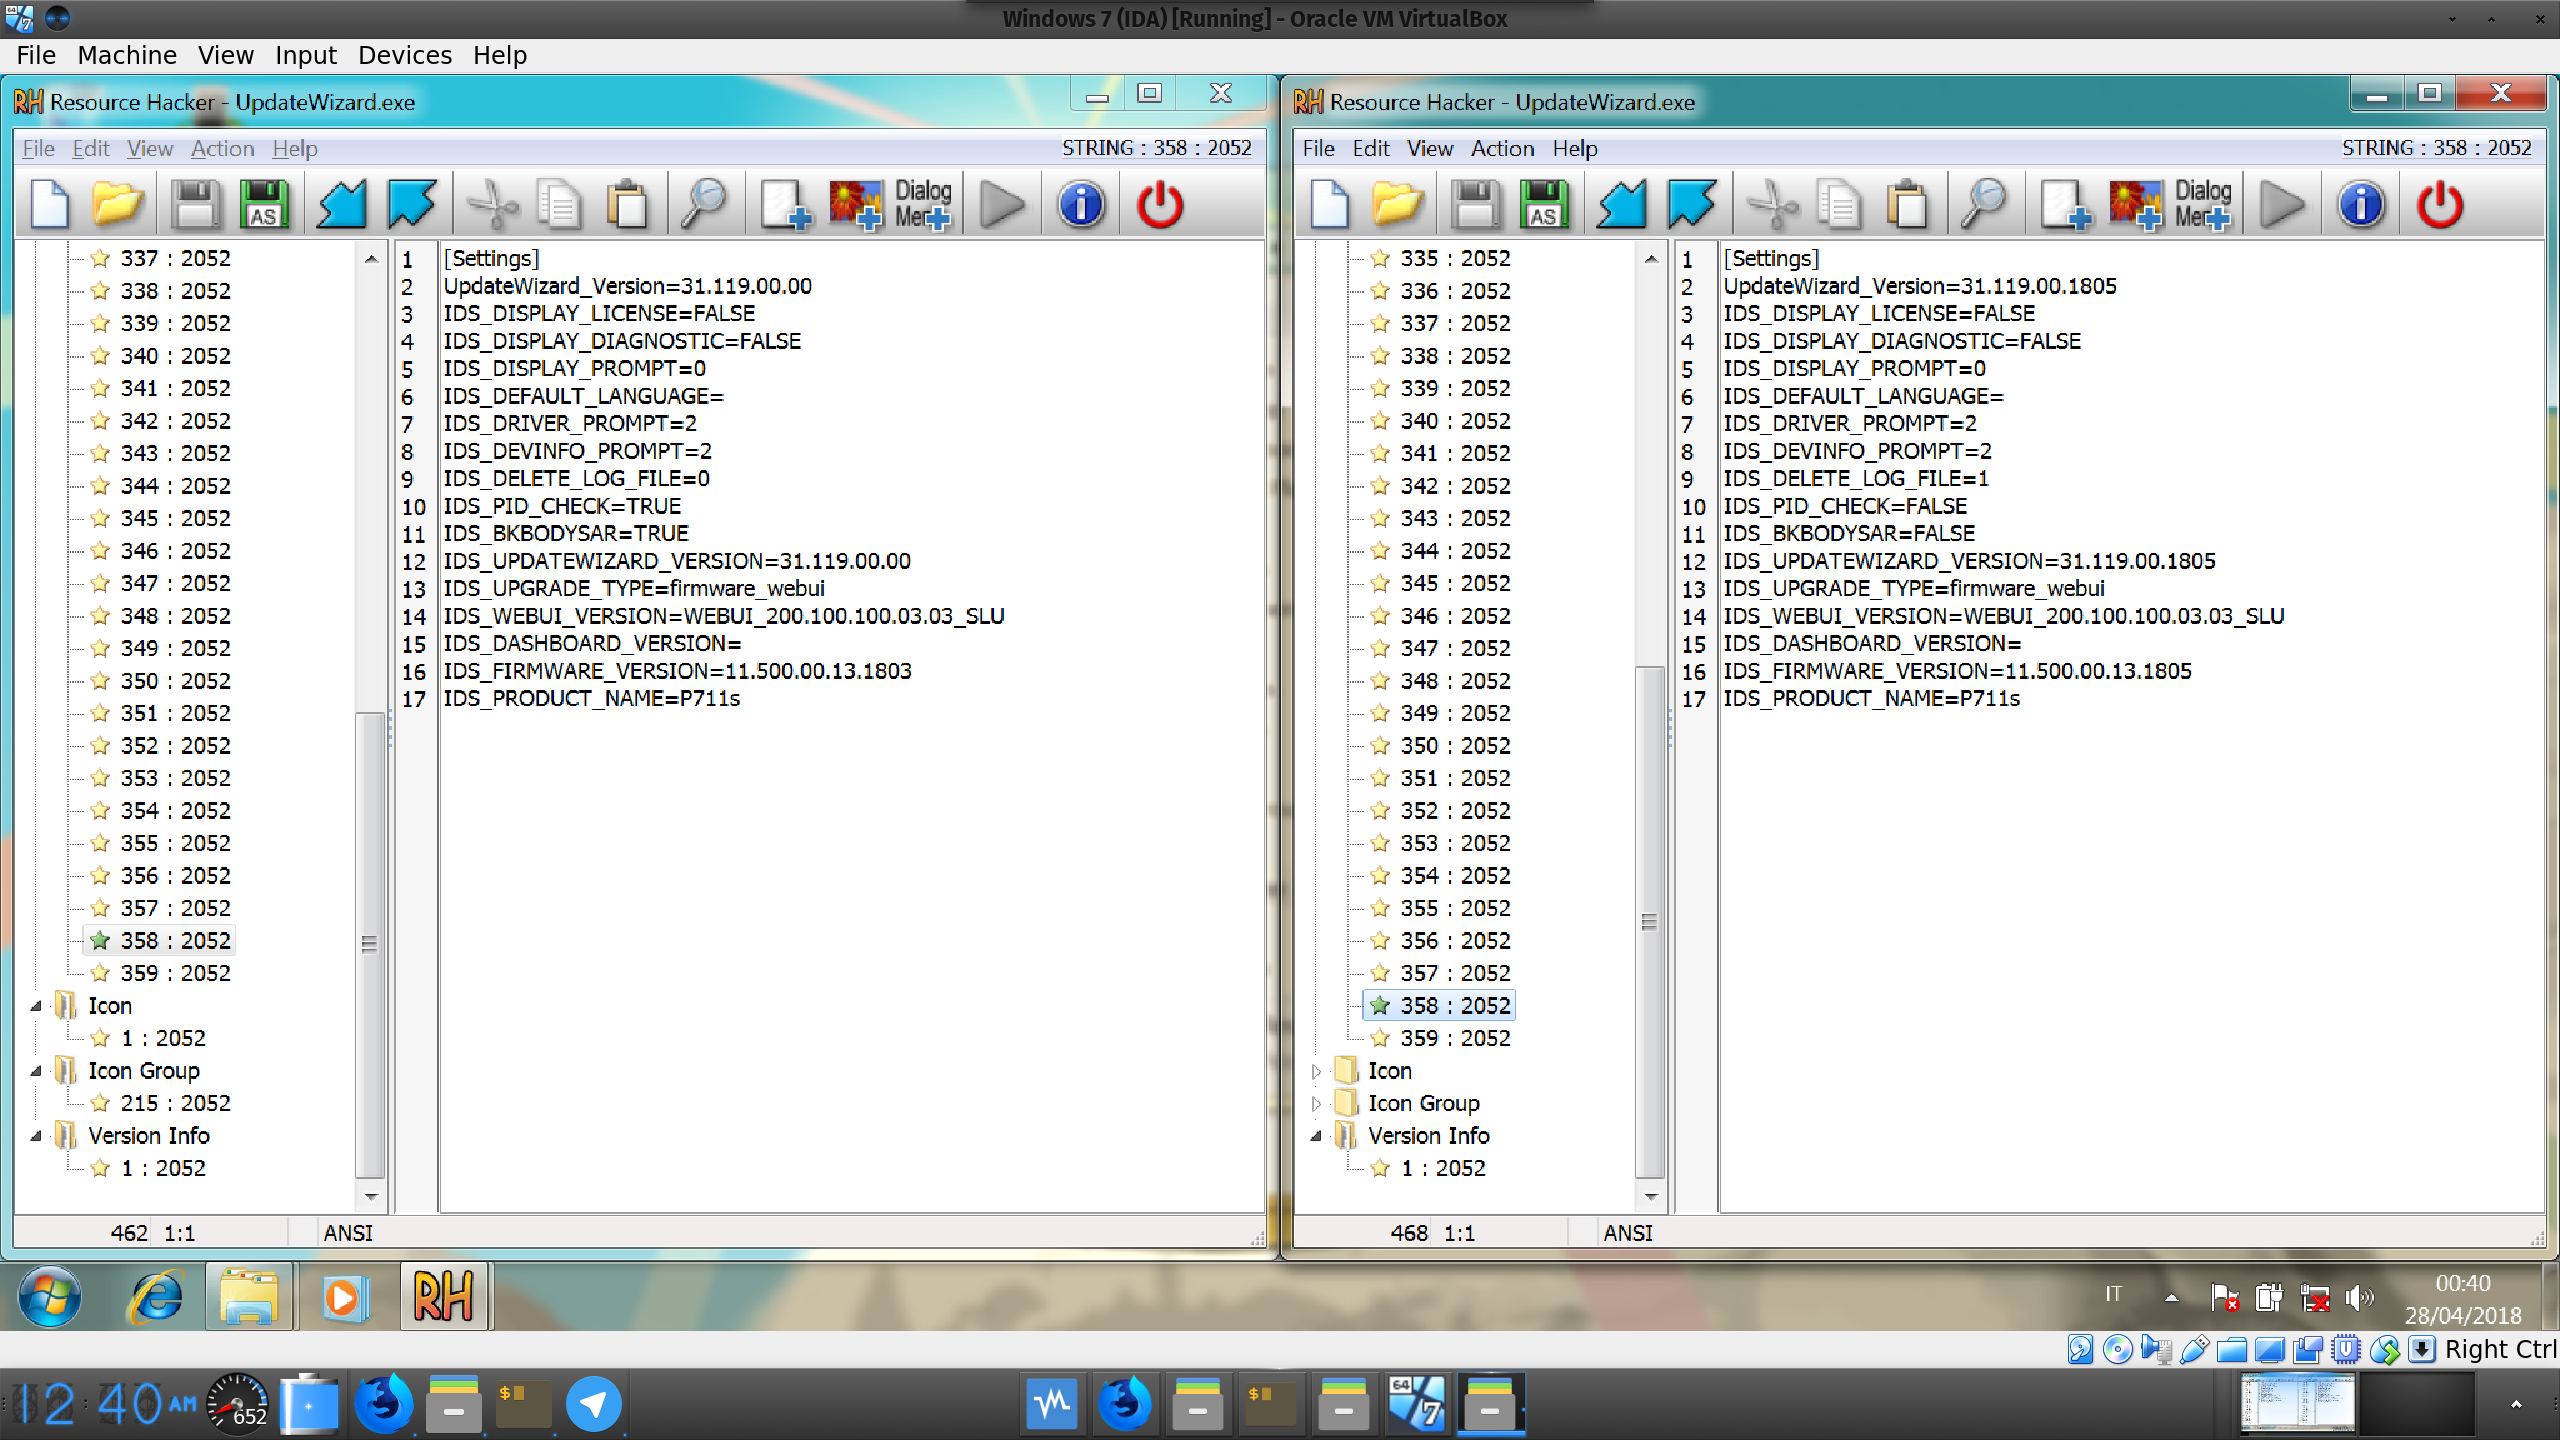 Windows 7 (IDA) [Running] - Oracle VM VirtualBox
File Machine View Input Devices Help
Resource Hacker - UpdateWizard.exe
File Edit View Action Help
STRING : 358 : 2052
AS
Dialog
Men
337 : 2052
338 : 2052
339 : 2052
340 : 2052
341 : 2052
342 : 2052
343 : 2052
344 : 2052
345 : 2052
346 : 2052
347 : 2052
348 : 2052
349 : 2052
350 : 2052
351 : 2052
352 : 2052
353 : 2052
354 : 2052
355 : 2052
356 : 2052
357 : 2052
358 : 2052
359 : 2052
Icon
1 : 2052
Icon Group
215 : 2052
Version Info
1 : 2052
1 [Settings]
2 UpdateWizard_Version=31.119.00.00
3 IDS_DISPLAY_LICENSE=FALSE
4 IDS_DISPLAY_DIAGNOSTIC=FALSE
5 IDS_DISPLAY_PROMPT=0
6 IDS_DEFAULT_LANGUAGE=
7 IDS_DRIVER_PROMPT=2
8 IDS_DEVINFO_PROMPT=2
9 IDS_DELETE_LOG_FILE=0
10 IDS_PID_CHECK=TRUE
11 IDS_BKBODYSAR=TRUE
12 IDS_UPDATEWIZARD_VERSION=31.119.00.00
13 IDS_UPGRADE_TYPE=firmware_webui
14 IDS_WEBUI_VERSION=WEBUI_200.100.100.03.03_SLU
15 IDS_DASHBOARD_VERSION=
16 IDS_FIRMWARE_VERSION=11.500.00.13.1803
17 IDS_PRODUCT_NAME=P711s
462 1:1 ANSI
Resource Hacker - UpdateWizard.exe
File Edit View Action Help
STRING : 358 : 2052
AS
Dialog
Men
335 : 2052
336 : 2052
337 : 2052
338 : 2052
339 : 2052
340 : 2052
341 : 2052
342 : 2052
343 : 2052
344 : 2052
345 : 2052
346 : 2052
347 : 2052
348 : 2052
349 : 2052
350 : 2052
351 : 2052
352 : 2052
353 : 2052
354 : 2052
355 : 2052
356 : 2052
357 : 2052
358 : 2052
359 : 2052
Icon
Icon Group
Version Info
1 : 2052
1 [Settings]
2 UpdateWizard_Version=31.119.00.1805
3 IDS_DISPLAY_LICENSE=FALSE
4 IDS_DISPLAY_DIAGNOSTIC=FALSE
5 IDS_DISPLAY_PROMPT=0
6 IDS_DEFAULT_LANGUAGE=
7 IDS_DRIVER_PROMPT=2
8 IDS_DEVINFO_PROMPT=2
9 IDS_DELETE_LOG_FILE=1
10 IDS_PID_CHECK=FALSE
11 IDS_BKBODYSAR=FALSE
12 IDS_UPDATEWIZARD_VERSION=31.119.00.1805
13 IDS_UPGRADE_TYPE=firmware_webui
14 IDS_WEBUI_VERSION=WEBUI_200.100.100.03.03_SLU
15 IDS_DASHBOARD_VERSION=
16 IDS_FIRMWARE_VERSION=11.500.00.13.1805
17 IDS_PRODUCT_NAME=P711s
468 1:1 ANSI
RH
IT
00:40
28/04/2018
Right Ctrl
12:40 AM
652
$
$
64
7